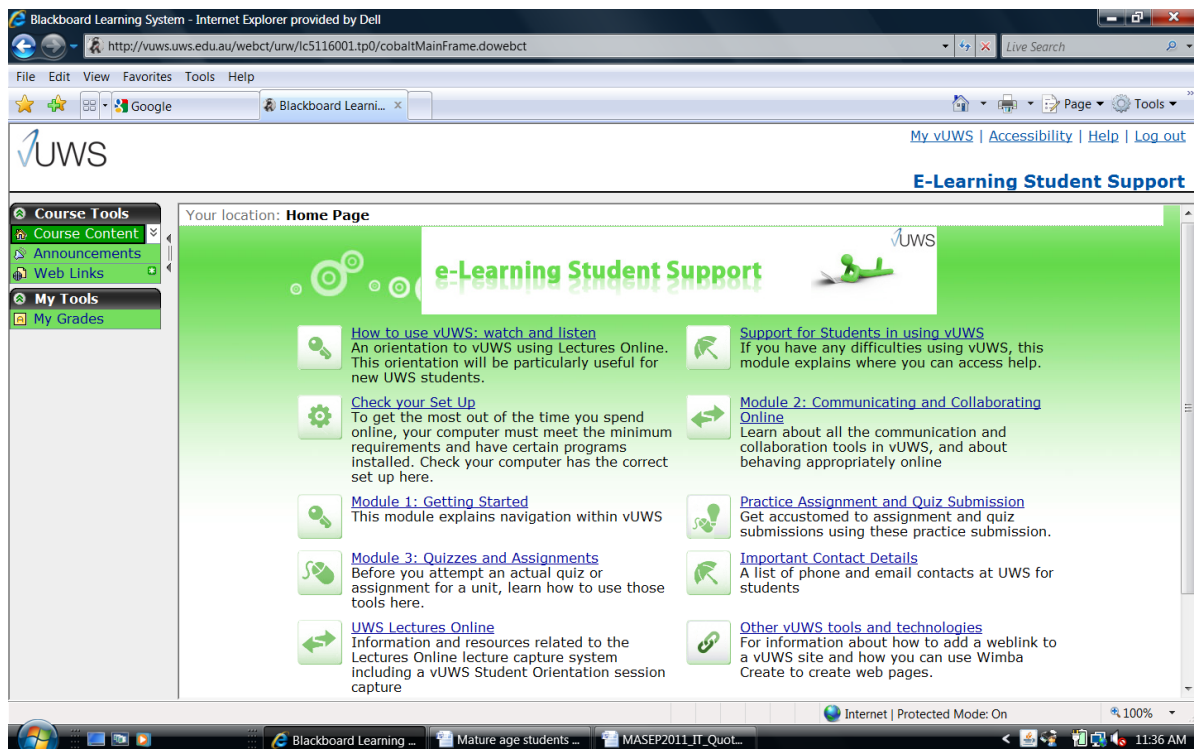 Blackboard Learning System - Internet Explorer provided by Dell
http://vuws.uws.edu.au/webct/urw/lc5116001.tp0/cobaltMainFrame.dowebct
Live Search
File Edit View Favorites Tools Help
Google
Blackboard Learni...
Page
Tools
UWS
My vUWS | Accessibility | Help | Log out
E-Learning Student Support
Course Tools
Course Content
Announcements
Web Links
My Tools
My Grades
Your location: Home Page
UWS
e-Learning Student Support
How to use vUWS: watch and listen
An orientation to vUWS using Lectures Online.
This orientation will be particularly useful for
new UWS students.
Support for Students in using vUWS
If you have any difficulties using vUWS, this
module explains where you can access help.
Check your Set Up
To get the most out of the time you spend
online, your computer must meet the minimum
requirements and have certain programs
installed. Check your computer has the correct
set up here.
Module 2: Communicating and Collaborating
Online
Learn about all the communication and
collaboration tools in vUWS, and about
behaving appropriately online
Module 1: Getting Started
This module explains navigation within vUWS
Practice Assignment and Quiz Submission
Get accustomed to assignment and quiz
submissions using these practice submission.
Module 3: Quizzes and Assignments
Before you attempt an actual quiz or
assignment for a unit, learn how to use those
tools here.
Important Contact Details
A list of phone and email contacts at UWS for
students
UWS Lectures Online
Information and resources related to the
Lectures Online lecture capture system
including a vUWS Student Orientation session
capture
Other vUWS tools and technologies
For information about how to add a weblink to
a vUWS site and how you can use Wimba
Create to create web pages.
Internet | Protected Mode: On
100%
Blackboard Learning ...
Mature age students ...
MASEP2011_IT_Quot...
11:36 AM